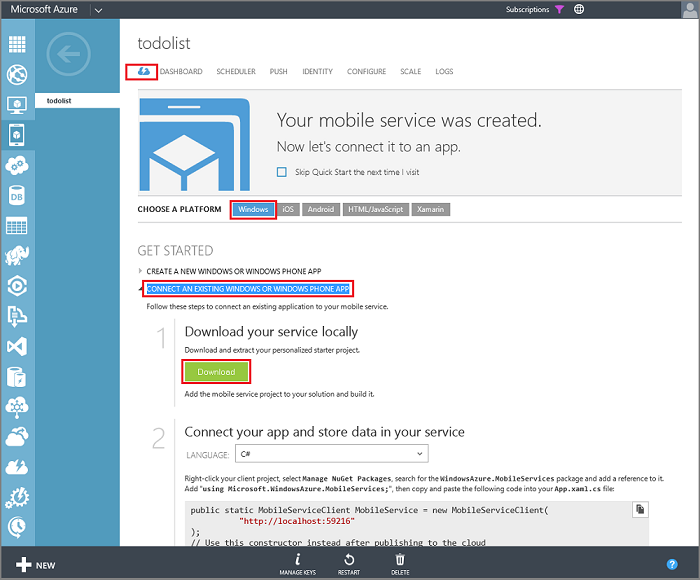 Microsoft Azure
Subscriptions
todolist
todolist
DASHBOARD SCHEDULER PUSH IDENTITY CONFIGURE SCALE LOGS
Your mobile service was created.
Now let's connect it to an app.
Skip Quick Start the next time I visit
CHOOSE A PLATFORM Windows iOS Android HTML/JavaScript Xamarin
GET STARTED
CREATE A NEW WINDOWS OR WINDOWS PHONE APP
CONNECT AN EXISTING WINDOWS OR WINDOWS PHONE APP
Follow these steps to connect an existing application to your mobile service.
1 Download your service locally
Download and extract your personalized starter project.
Download
Add the mobile service project to your solution and build it.
2 Connect your app and store data in your service
LANGUAGE: C#
Right-click your client project, select Manage NuGet Packages, search for the WindowsAzure.MobileServices package and add a reference to it.
Add "using Microsoft.WindowsAzure.MobileServices;", then copy and paste the following code into your App.xaml.cs file:
public static MobileServiceClient MobileService = new MobileServiceClient(
"http://localhost:59216"
);
// Use this constructor instead after publishing to the cloud
DB
NEW
MANAGE KEYS RESTART DELETE
?